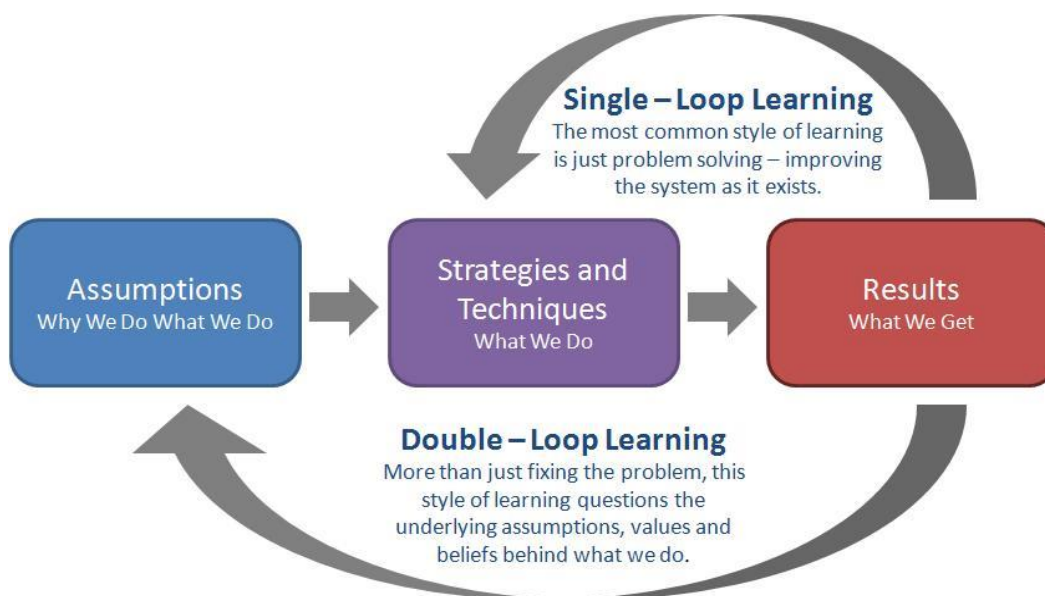 Single – Loop Learning
The most common style of learning
is just problem solving – improving
the system as it exists.
Assumptions
Why We Do What We Do
Strategies and
Techniques
What We Do
Results
What We Get
Double – Loop Learning
More than just fixing the problem, this
style of learning questions the
underlying assumptions, values and
beliefs behind what we do.